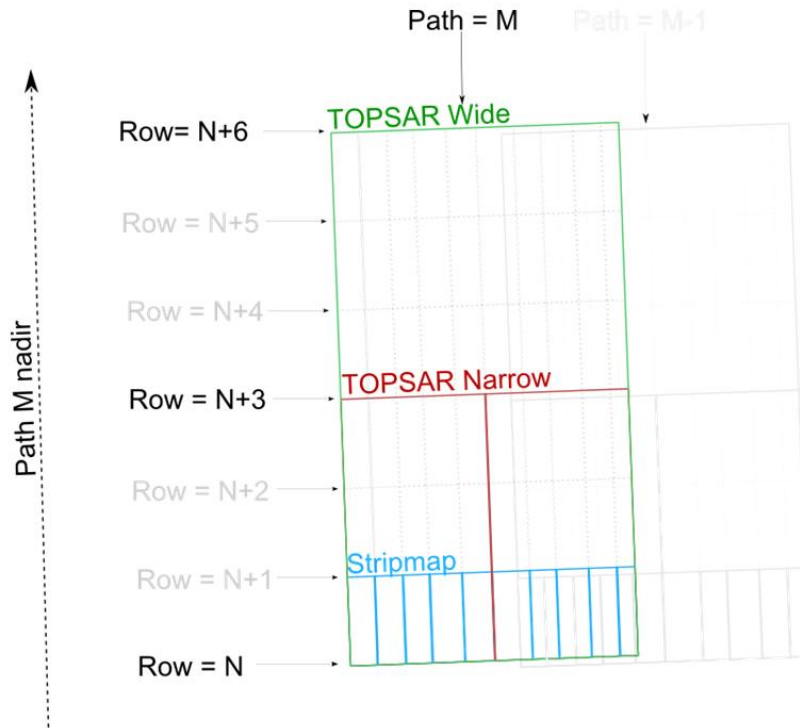 Path = M
Path = M-1
TOPSAR Wide
Row= N+6
Row = N+5
Row = N+4
TOPSAR Narrow
Row = N+3
Path M nadir
Row = N+2
Stripmap
Row = N+1
Row = N